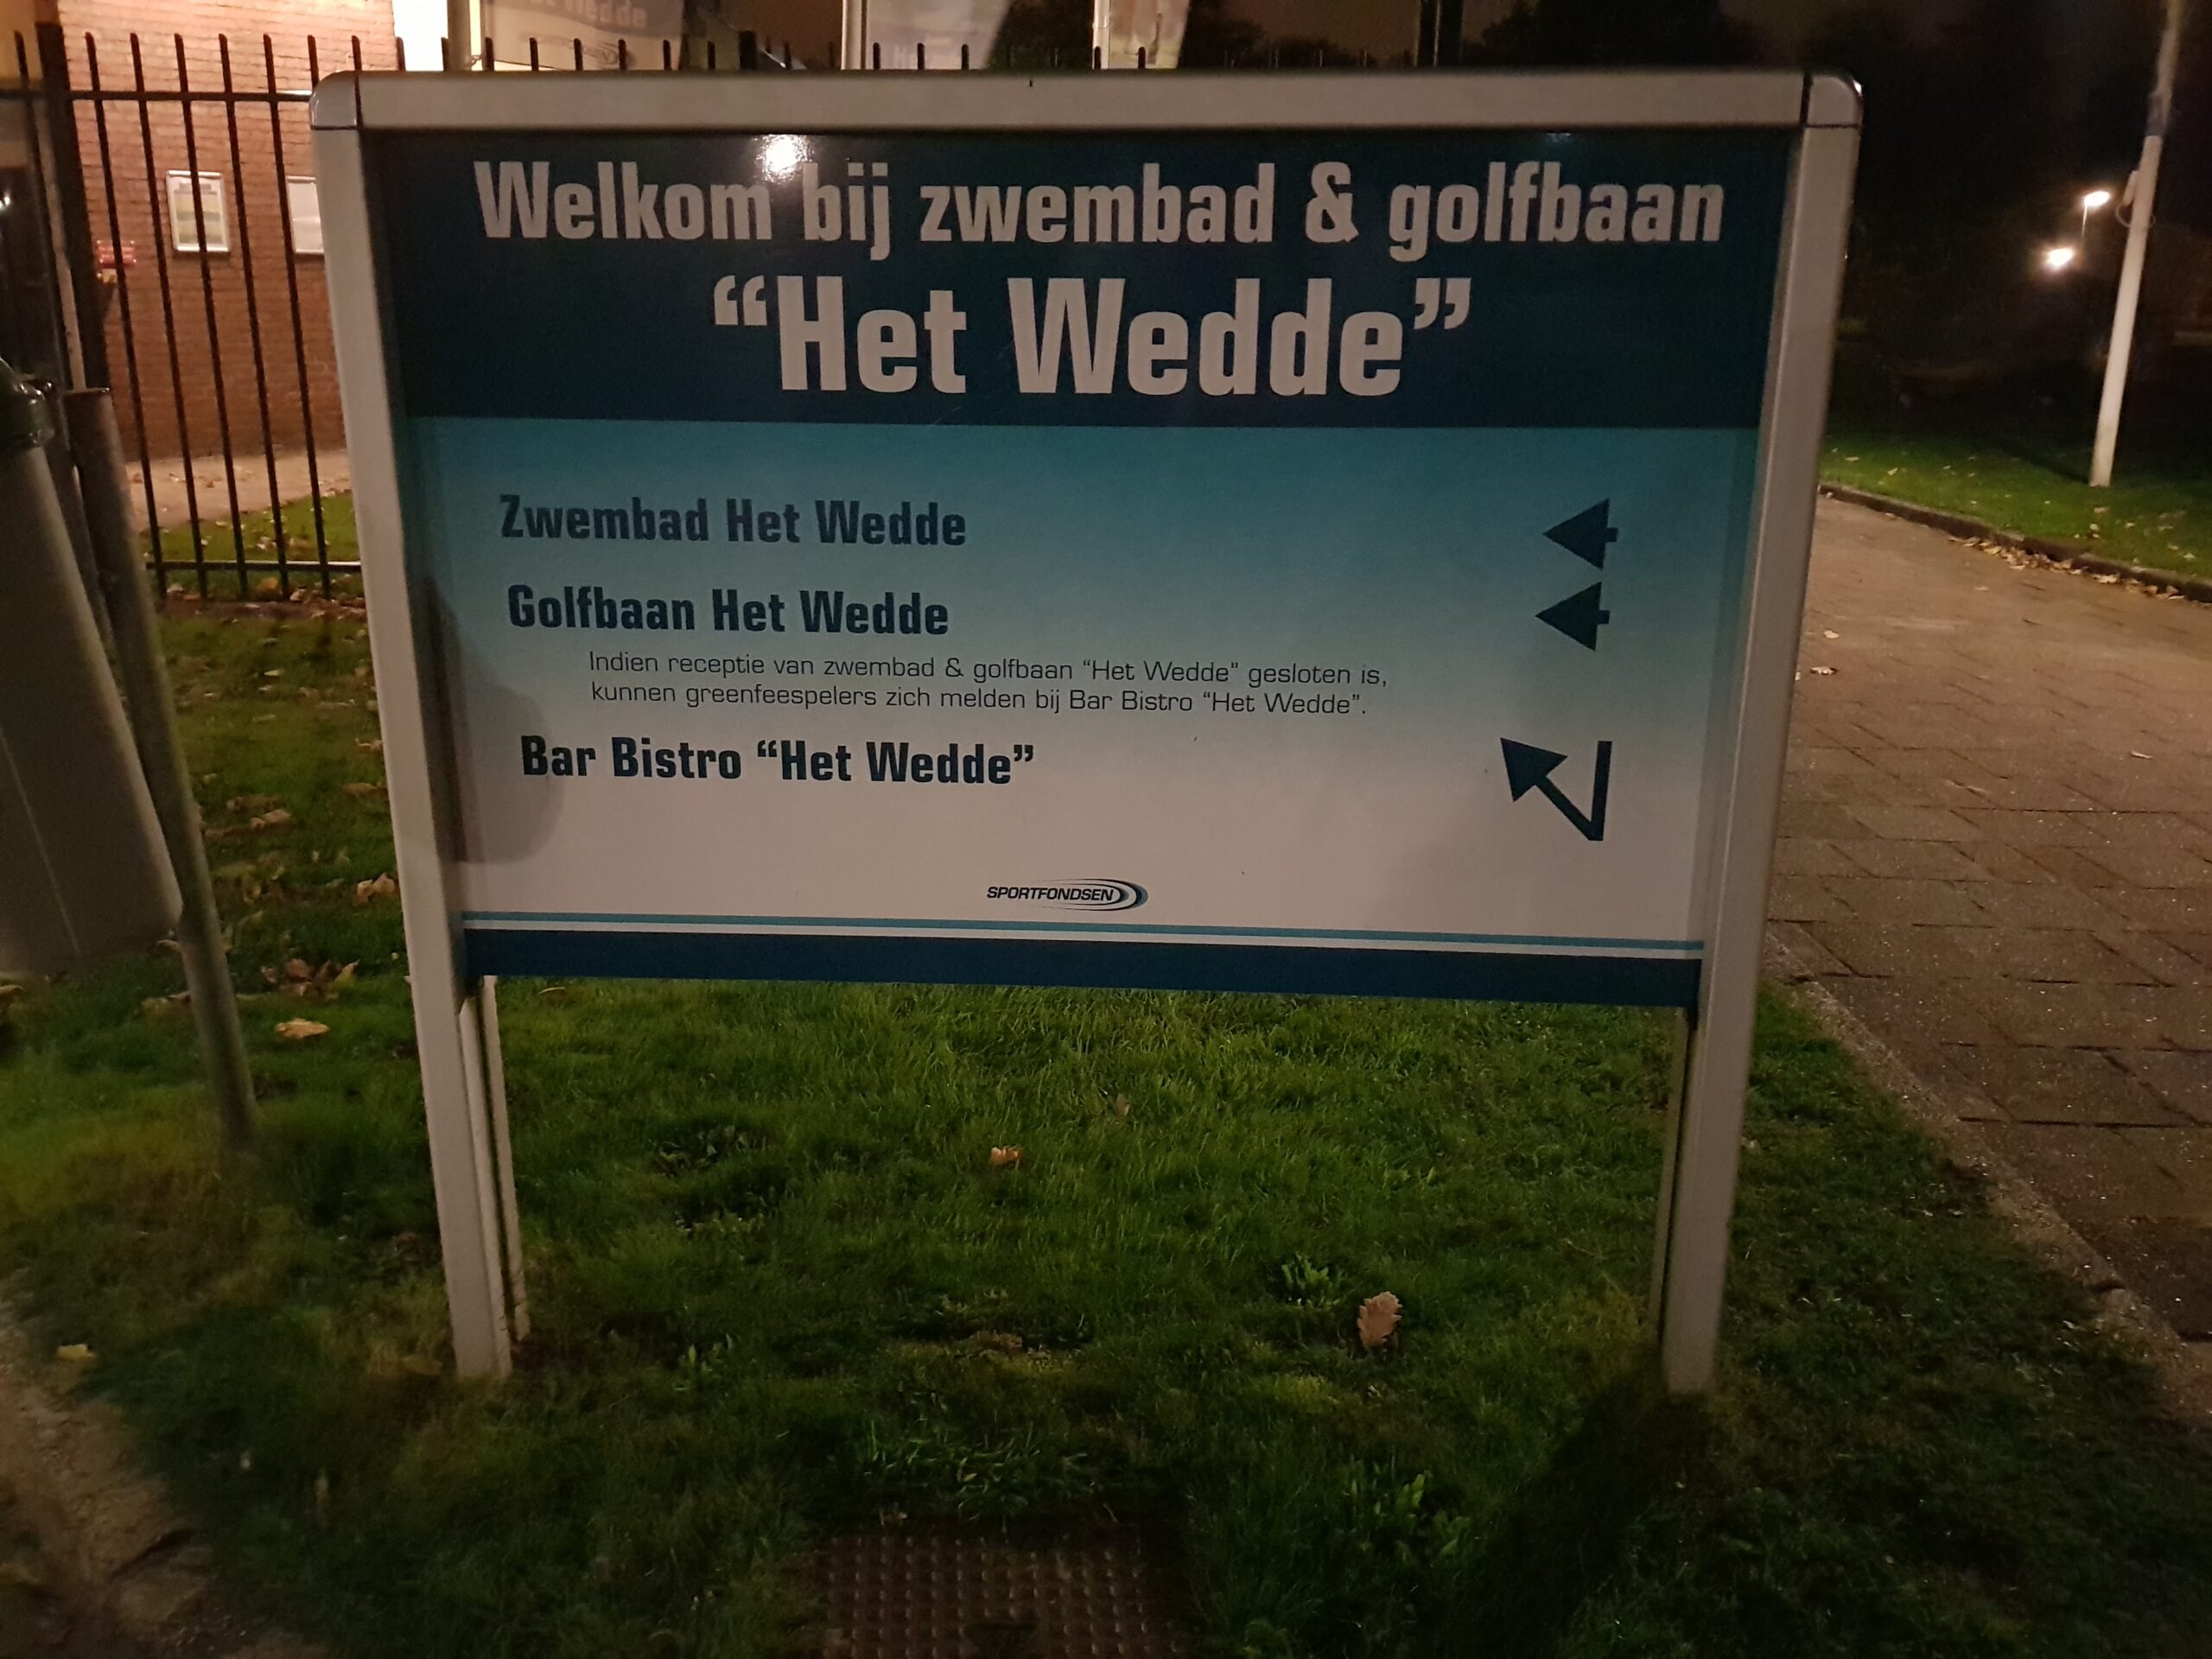 Welkom bij zwembad & golfbaan
“Het Wedde”
Zwembad Het Wedde
Golfbaan Het Wedde
Indien receptie van zwembad & golfbaan “Het Wedde” gesloten is,
kunnen greenfeespelers zich melden bij Bar Bistro “Het Wedde”.
Bar Bistro “Het Wedde”
SPORTFONDSEN